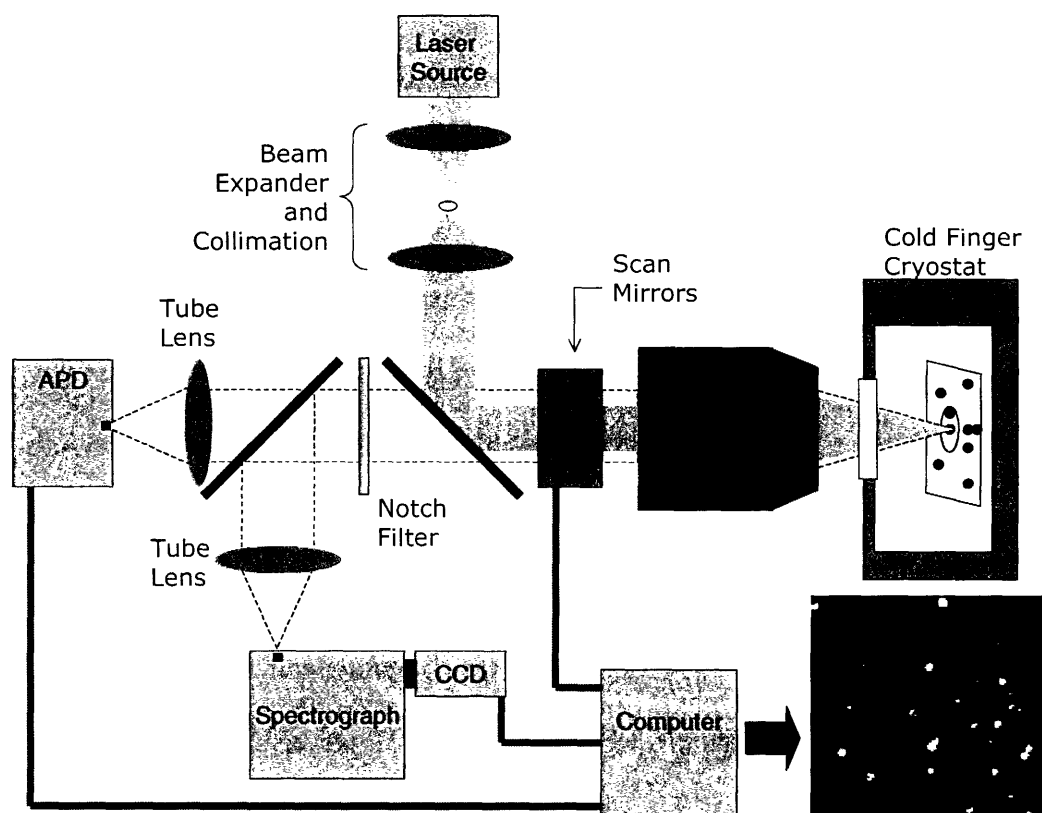 Laser
Source
Beam
Expander
and
Collimation
Scan
Mirrors
Cold Finger
Cryostat
Tube
Lens
APD
Notch
Filter
Tube
Lens
CCD
Spectrograph
Computer